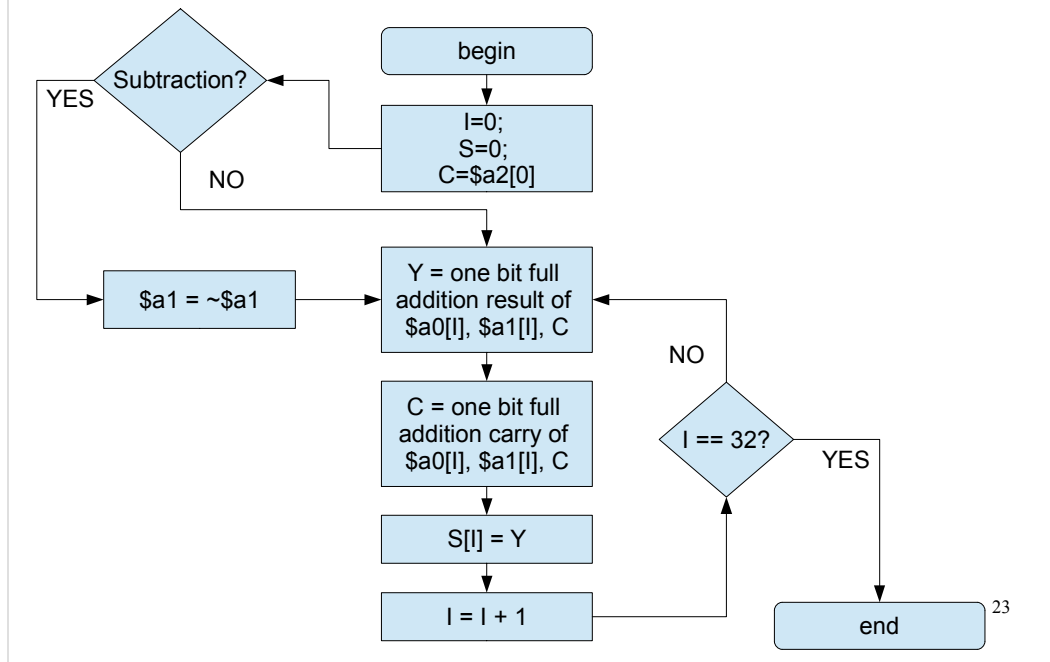 begin
I=0;
S=0;
C=$a2[0]
Subtraction?
YES
NO
$a1 = ~$a1
Y = one bit full
addition result of
$a0[I], $a1[I], C
C = one bit full
addition carry of
$a0[I], $a1[I], C
S[I] = Y
I = I + 1
I == 32?
NO
YES
end
23